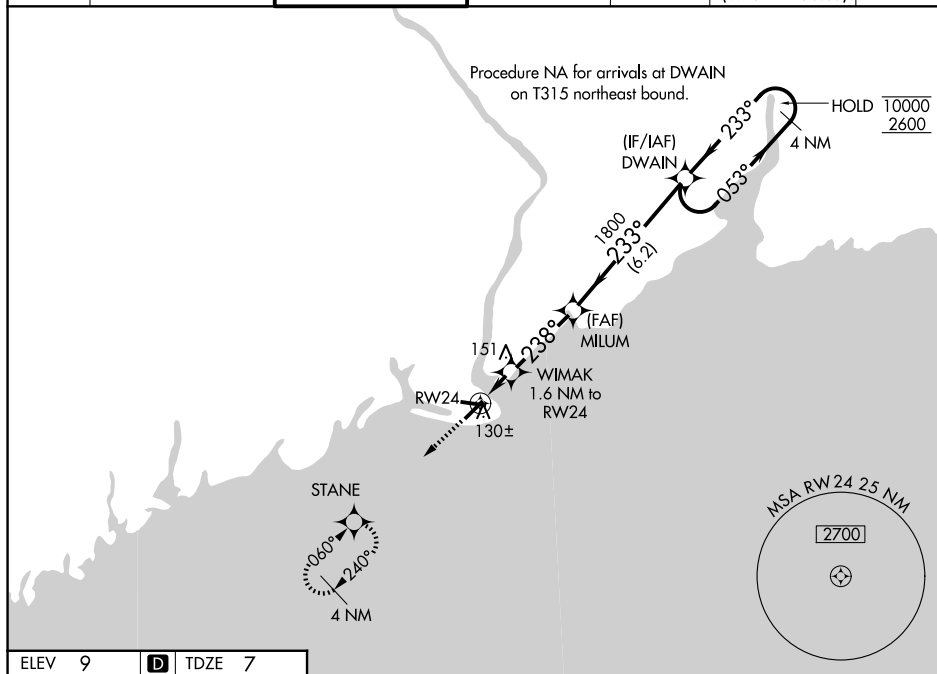 Procedure NA for arrivals at DWAIN
on T315 northeast bound.
HOLD 10000
2600
4 NM
233°
053°
(IF/IAF)
DWAIN
1800
233°
(6.2)
(FAF)
MILUM
238°
151
WIMAK
1.6 NM to
RW24
RW24
130±
STANE
060°
240°
4 NM
MSA RW 24 25 NM
2700
ELEV 9 D TDZE 7